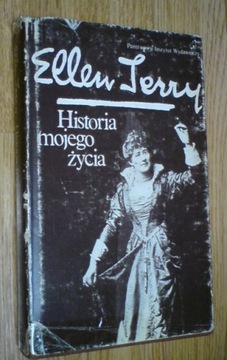 Państwowy Instytut Wydawniczy
Ellen Terry
Historia
mojego
życia